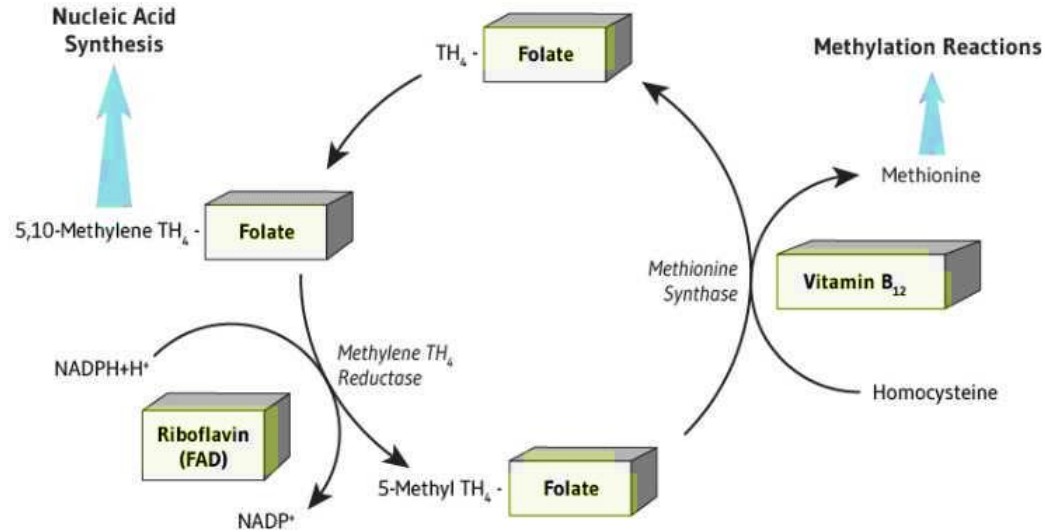 Nucleic Acid
Synthesis
TH₄ - Folate
Methylation Reactions
Methionine
5,10-Methylene TH₄ - Folate
Methionine
Synthase
Vitamin B₁₂
NADPH+H⁺
Methylene TH₄
Reductase
Homocysteine
Riboflavin
(FAD)
5-Methyl TH₄ - Folate
NADP⁺